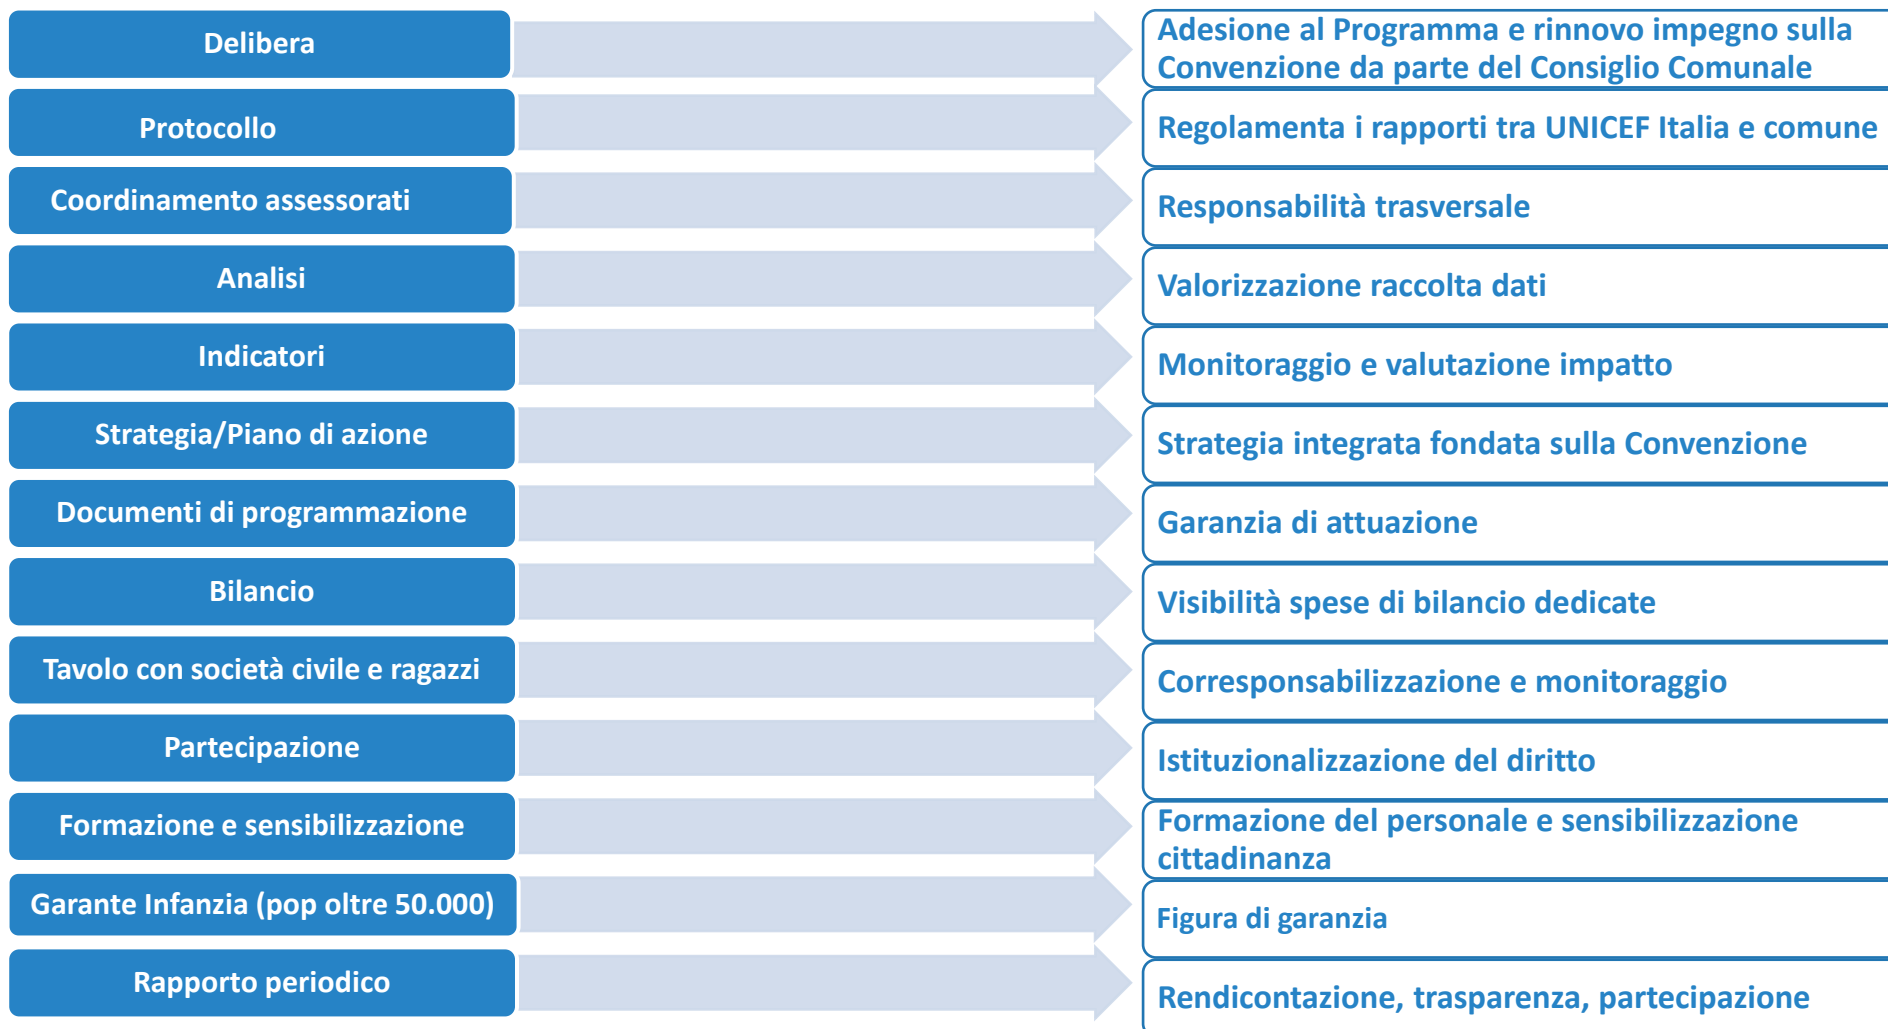 Delibera
Adesione al Programma e rinnovo impegno sulla
Convenzione da parte del Consiglio Comunale
Protocollo
Regolamenta i rapporti tra UNICEF Italia e comune
Coordinamento assessorati
Responsabilità trasversale
Analisi
Valorizzazione raccolta dati
Indicatori
Monitoraggio e valutazione impatto
Strategia/Piano di azione
Strategia integrata fondata sulla Convenzione
Documenti di programmazione
Garanzia di attuazione
Bilancio
Visibilità spese di bilancio dedicate
Tavolo con società civile e ragazzi
Corresponsabilizzazione e monitoraggio
Partecipazione
Istituzionalizzazione del diritto
Formazione e sensibilizzazione
Formazione del personale e sensibilizzazione
cittadinanza
Garante Infanzia (pop oltre 50.000)
Figura di garanzia
Rapporto periodico
Rendicontazione, trasparenza, partecipazione